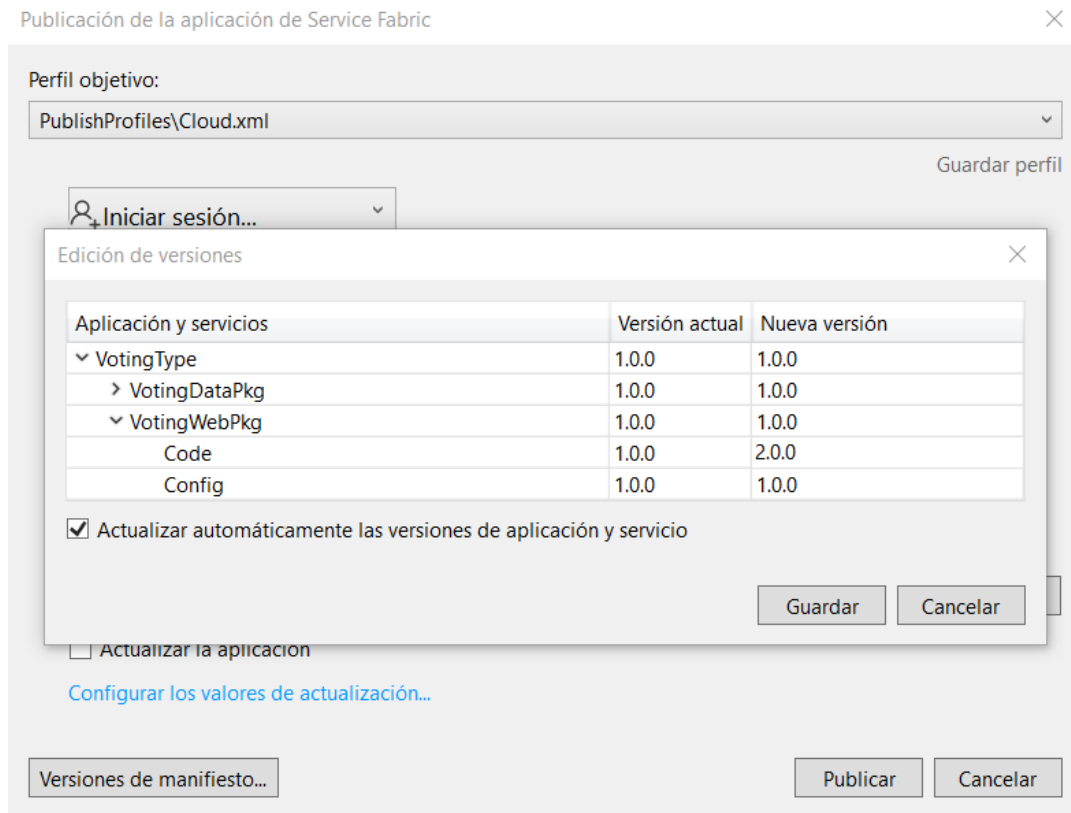 Publicación de la aplicación de Service Fabric
Perfil objetivo:
PublishProfiles\Cloud.xml
Guardar perfil
Iniciar sesión...
Edición de versiones
Aplicación y servicios Versión actual Nueva versión
VotingType 1.0.0 1.0.0
VotingDataPkg 1.0.0 1.0.0
VotingWebPkg 1.0.0 1.0.0
Code 1.0.0 2.0.0
Config 1.0.0 1.0.0
Actualizar automáticamente las versiones de aplicación y servicio
Guardar Cancelar
Actualizar la aplicación
Configurar los valores de actualización...
Versiones de manifiesto... Publicar Cancelar